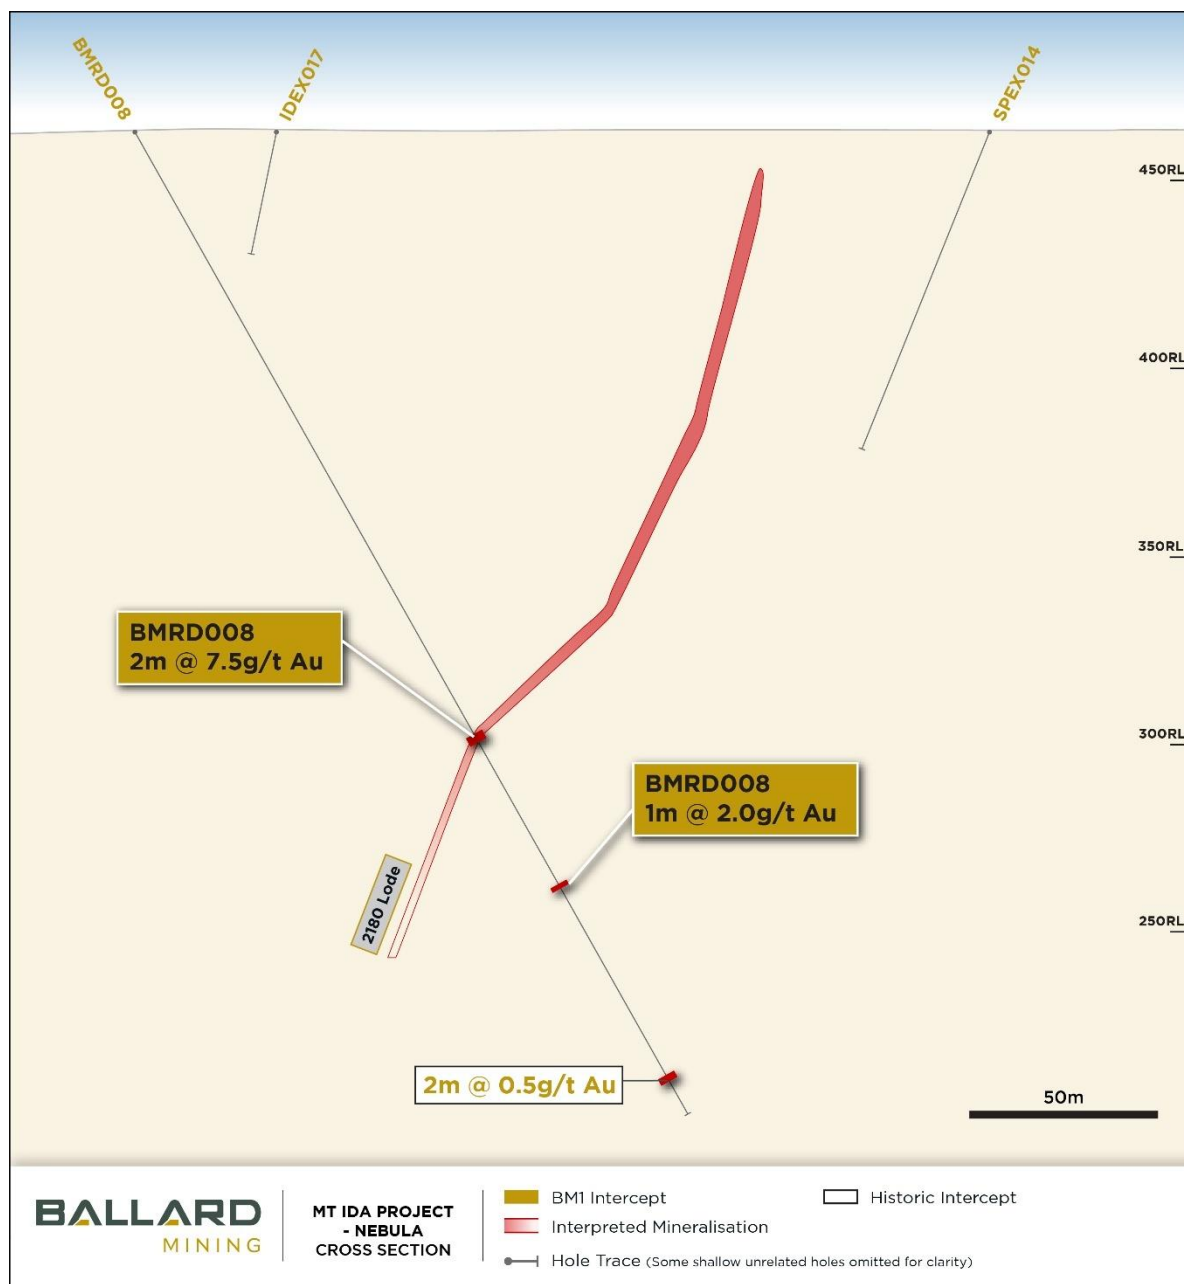 BMRD008
IDEX017
SPEX014
450RL
400RL
350RL
BMRD008
2m @ 7.5g/t Au
300RL
BMRD008
1m @ 2.0g/t Au
2180 Lode
250RL
2m @ 0.5g/t Au
50m
BALLARD
MINING
MT IDA PROJECT
- NEBULA
CROSS SECTION
BM1 Intercept
Historic Intercept
Interpreted Mineralisation
Hole Trace (Some shallow unrelated holes omitted for clarity)